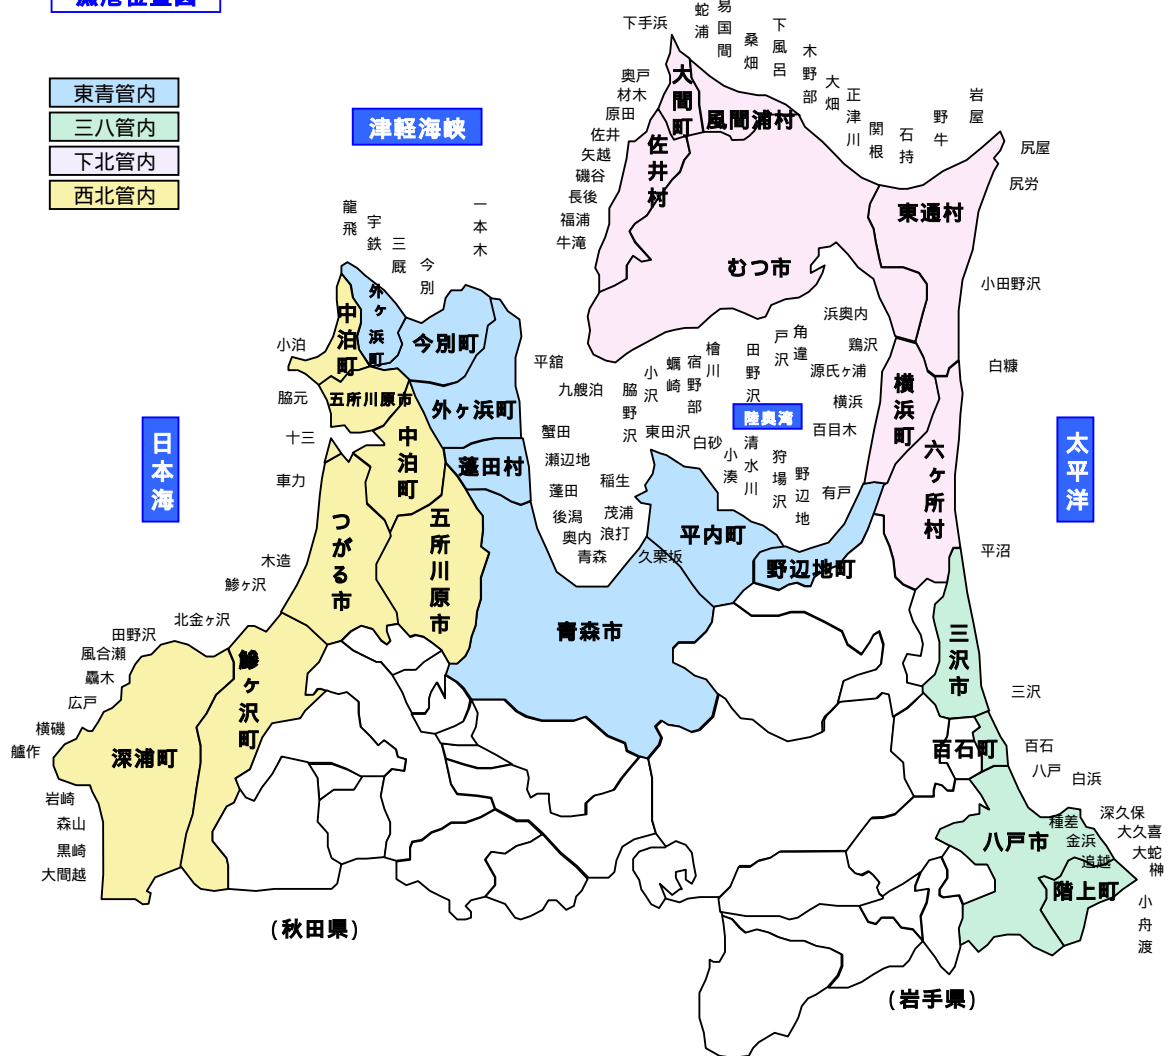 漁港位置図
東青管内
三八管内
下北管内
西北管内
津軽海峡
日本海
陸奥湾
太平洋
下手浜
蛇浦
易国間
桑畑
下風呂
木野部
大畑
正津川
関根
石持
野牛
岩屋
尻屋
尻労
小田野沢
白糠
平沼
三沢
百石
八戸
白浜
深久保
種差
大久喜
金浜
大蛇
追越
榊
小舟渡
奥戸
材木
原田
佐井
矢越
磯谷
長後
福浦
牛滝
大間町
風間浦村
佐井村
むつ市
東通村
横浜町
六ヶ所村
浜奥内
角違
戸沢
鶏沢
源氏ヶ浦
田野沢
檜川
宿野部
蠣崎
小沢
脇野沢
九艘泊
平舘
横浜
百目木
東田沢
白砂
小湊
清水川
狩場沢
野辺地
有戸
蟹田
瀬辺地
蓬田
後潟
奥内
青森
稲生
茂浦
浪打
久栗坂
龍飛
宇鉄
三厩
今別
一本木
中泊町
外ヶ浜町
今別町
外ヶ浜町
蓬田村
五所川原市
中泊町
五所川原市
つがる市
青森市
平内町
野辺地町
小泊
脇元
十三
車力
木造
鰺ヶ沢
北金ヶ沢
田野沢
風合瀬
驫木
広戸
横磯
艫作
岩崎
森山
黒崎
大間越
鰺ヶ沢町
深浦町
三沢市
百石町
八戸市
階上町
(秋田県)
(岩手県)